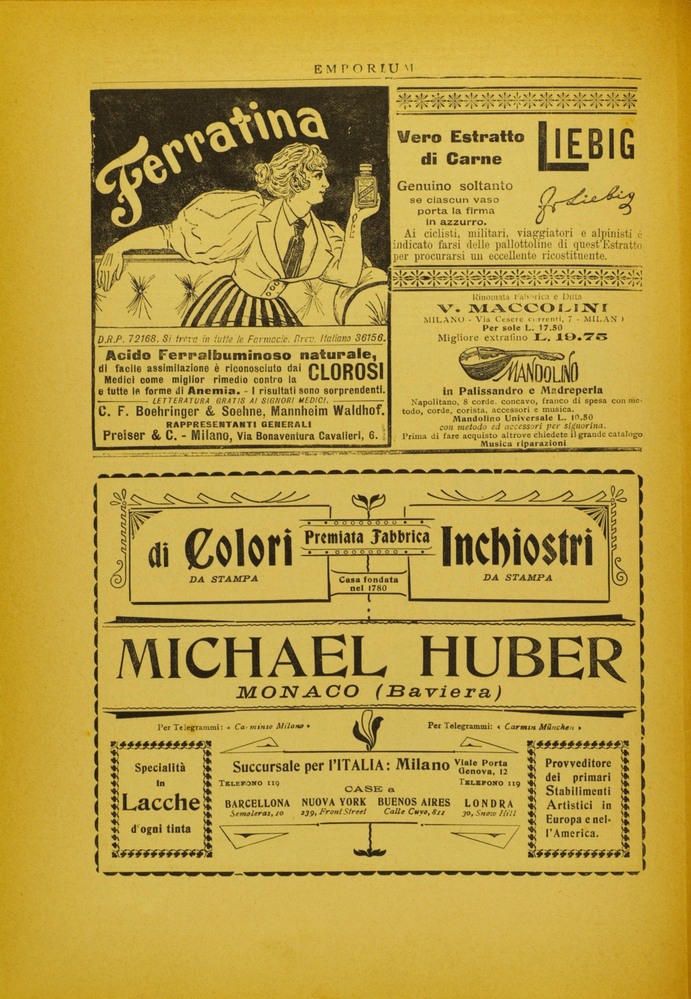 EMPORIUM
Ferratina
D.R.P. 72168. Si trova in tutte le Farmacie. Brev. Italiano 36156.
Acido Ferralbuminoso naturale,
di facile assimilazione è riconosciuto dai
Medici come miglior rimedio contro la
CLOROSI
e tutte le forme di Anemia. - I risultati sono sorprendenti.
LETTERATURA GRATIS AI SIGNORI MEDICI.
C. F. Boehringer & Soehne, Mannheim Waldhof.
RAPPRESENTANTI GENERALI
Preiser & C. - Milano, Via Bonaventura Cavalieri, 6.
Vero Estratto
di Carne
LIEBIG
Genuino soltanto
se ciascun vaso
porta la firma
in azzurro.
J v Liebig
Ai ciclisti, militari, viaggiatori e alpinisti è
indicato farsi delle pallottoline di quest'Estratto
per procurarsi un eccellente ricostituente.
Rinomata Fabbrica e Ditta
V. MACCOLINI
MILANO - Via Cesare Correnti, 7 - MILANO
Per sole L. 17.50
Migliore extrafino L. 19.75
MANDOLINO
in Palissandro e Madreperla
Napolitano, 8 corde, concavo, franco di spesa con me-
todo, corde, corista, accessori e musica.
Mandolino Universale L. 10.50
con metodo ed accessori per signorina.
Prima di fare acquisto altrove chiedete il grande catalogo
Musica riparazioni
Premiata Fabbrica
di Colori
DA STAMPA
Inchiostri
DA STAMPA
Casa fondata
nel 1780
MICHAEL HUBER
MONACO (Baviera)
Per Telegrammi: « Carminio Milano »
Per Telegrammi: « Carmin München »
Specialità
in
Lacche
d'ogni tinta
Succursale per l'ITALIA: Milano Viale Porta
Genova, 12
TELEFONO 119
TELEFONO 119
CASE a
BARCELLONA NUOVA YORK BUENOS AIRES LONDRA
Semoleras, 10 239, Front Street Calle Cuyo, 811 30, Snow Hill
Provveditore
dei primari
Stabilimenti
Artistici in
Europa e nel-
l'America.